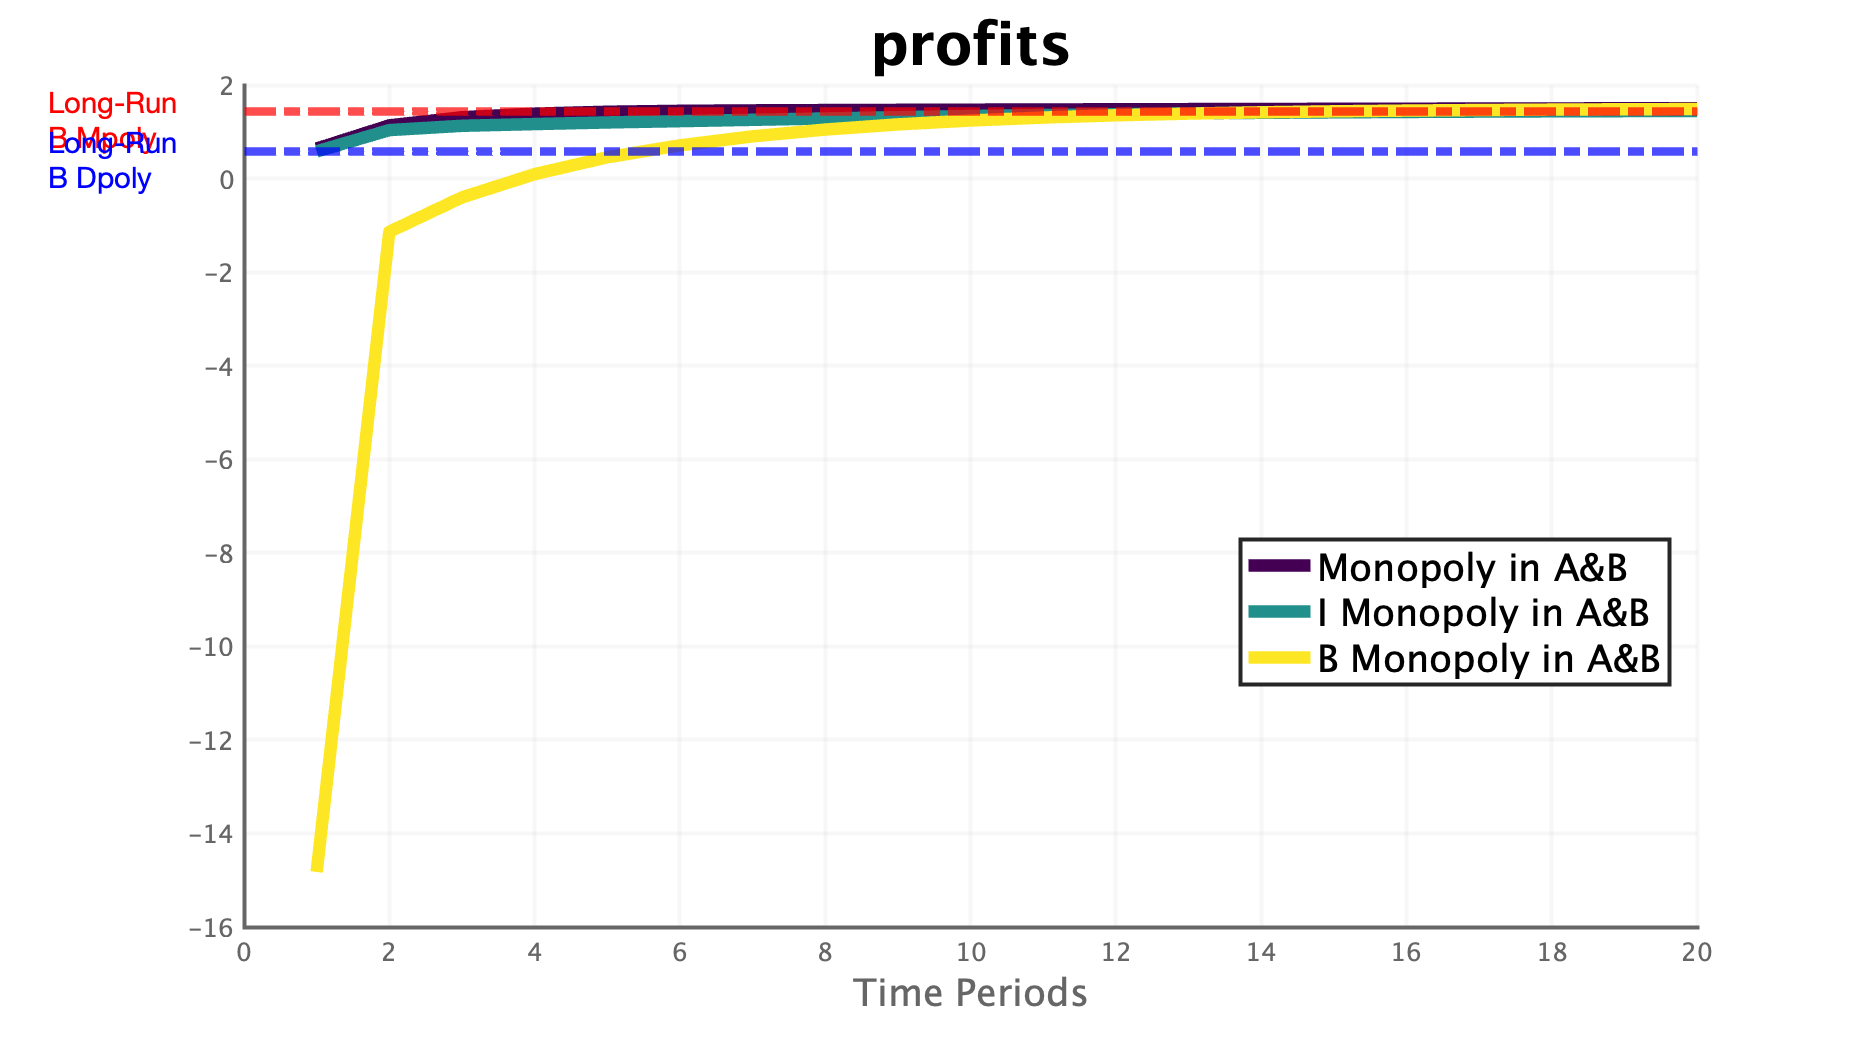 profits
Long-Run
B Mpoly
Long-Run
B Dpoly
2
0
−2
−4
−6
−8
−10
−12
−14
−16
0 2 4 6 8 10 12 14 16 18 20
Time Periods
Monopoly in A&B
I Monopoly in A&B
B Monopoly in A&B